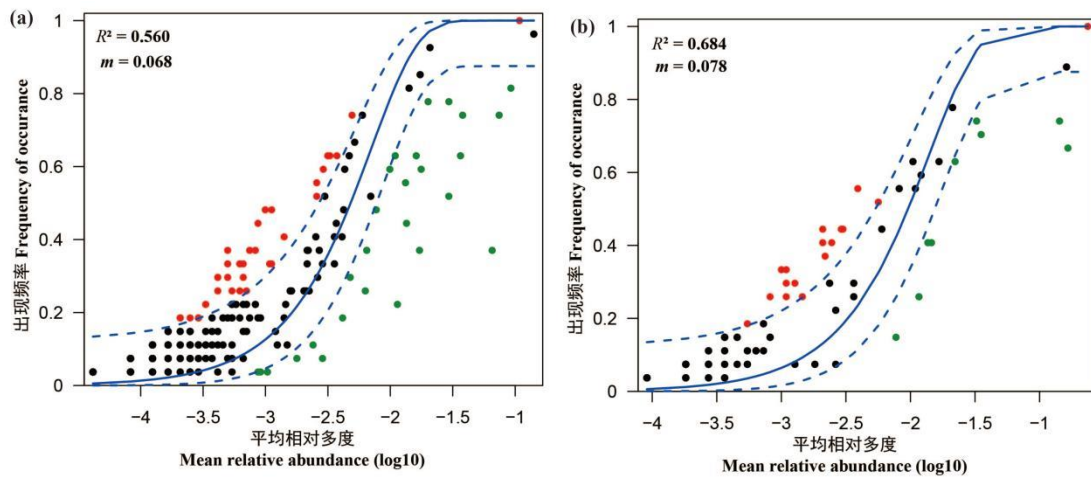 (a)
R² = 0.560
m = 0.068
1
0.8
0.6
0.4
0.2
0
出现频率 Frequency of occurance
−4
−3.5
−3
−2.5
−2
−1.5
−1
平均相对多度
Mean relative abundance (log10)
(b)
R² = 0.684
m = 0.078
1
0.8
0.6
0.4
0.2
0
出现频率 Frequency of occurance
−4
−3.5
−3
−2.5
−2
−1.5
−1
平均相对多度
Mean relative abundance (log10)